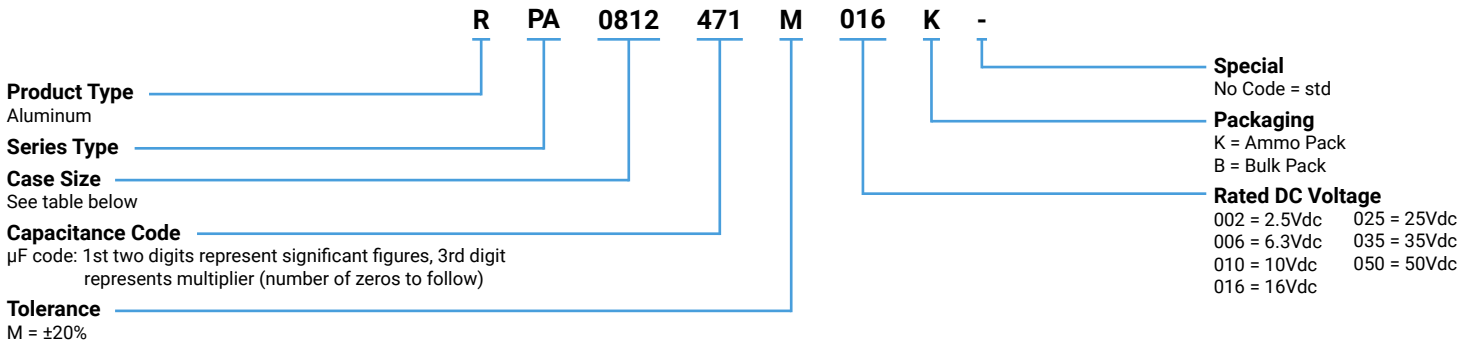 R PA 0812 471 M 016 K -
Product Type
Aluminum
Series Type
Case Size
See table below
Capacitance Code
µF code: 1st two digits represent significant figures, 3rd digit
represents multiplier (number of zeros to follow)
Tolerance
M = ±20%
Special
No Code = std
Packaging
K = Ammo Pack
B = Bulk Pack
Rated DC Voltage
002 = 2.5Vdc 025 = 25Vdc
006 = 6.3Vdc 035 = 35Vdc
010 = 10Vdc 050 = 50Vdc
016 = 16Vdc